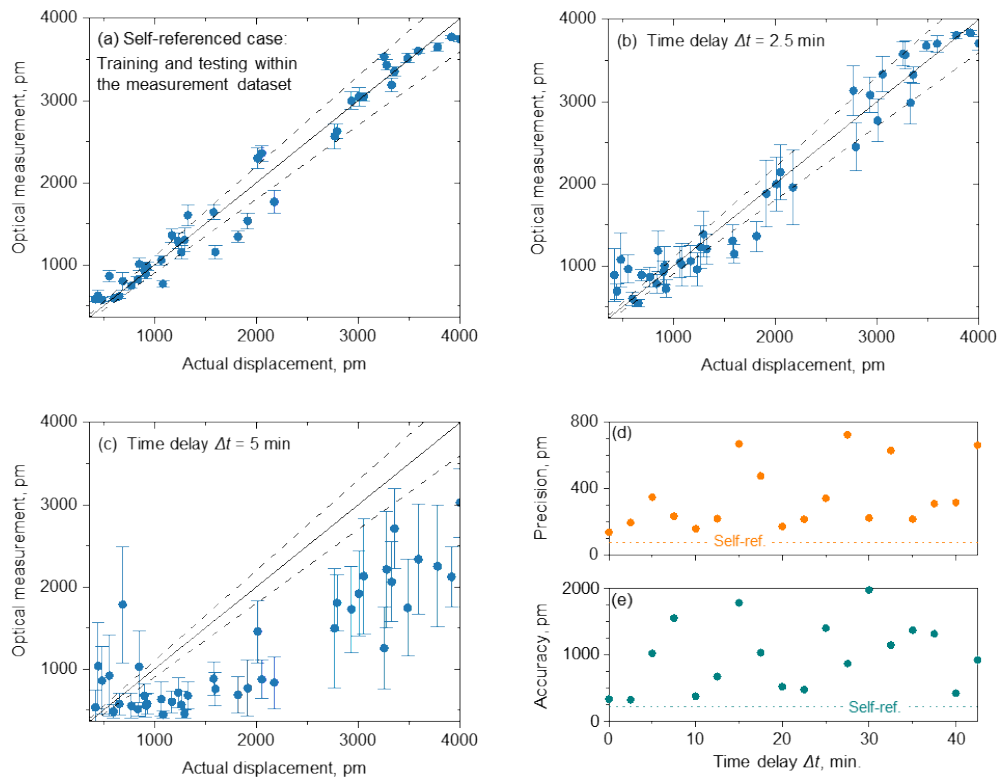 (a) Self-referenced case:
Training and testing within
the measurement dataset
4000
3000
2000
1000
Optical measurement, pm
1000 2000 3000 4000
Actual displacement, pm
(b) Time delay Δt = 2.5 min
4000
3000
2000
1000
Optical measurement, pm
1000 2000 3000 4000
Actual displacement, pm
(c) Time delay Δt = 5 min
4000
3000
2000
1000
Optical measurement, pm
1000 2000 3000 4000
Actual displacement, pm
(d)
800
400
0
Precision, pm
Self-ref.
(e)
2000
1000
0
Accuracy, pm
Self-ref.
0 10 20 30 40
Time delay Δt, min.